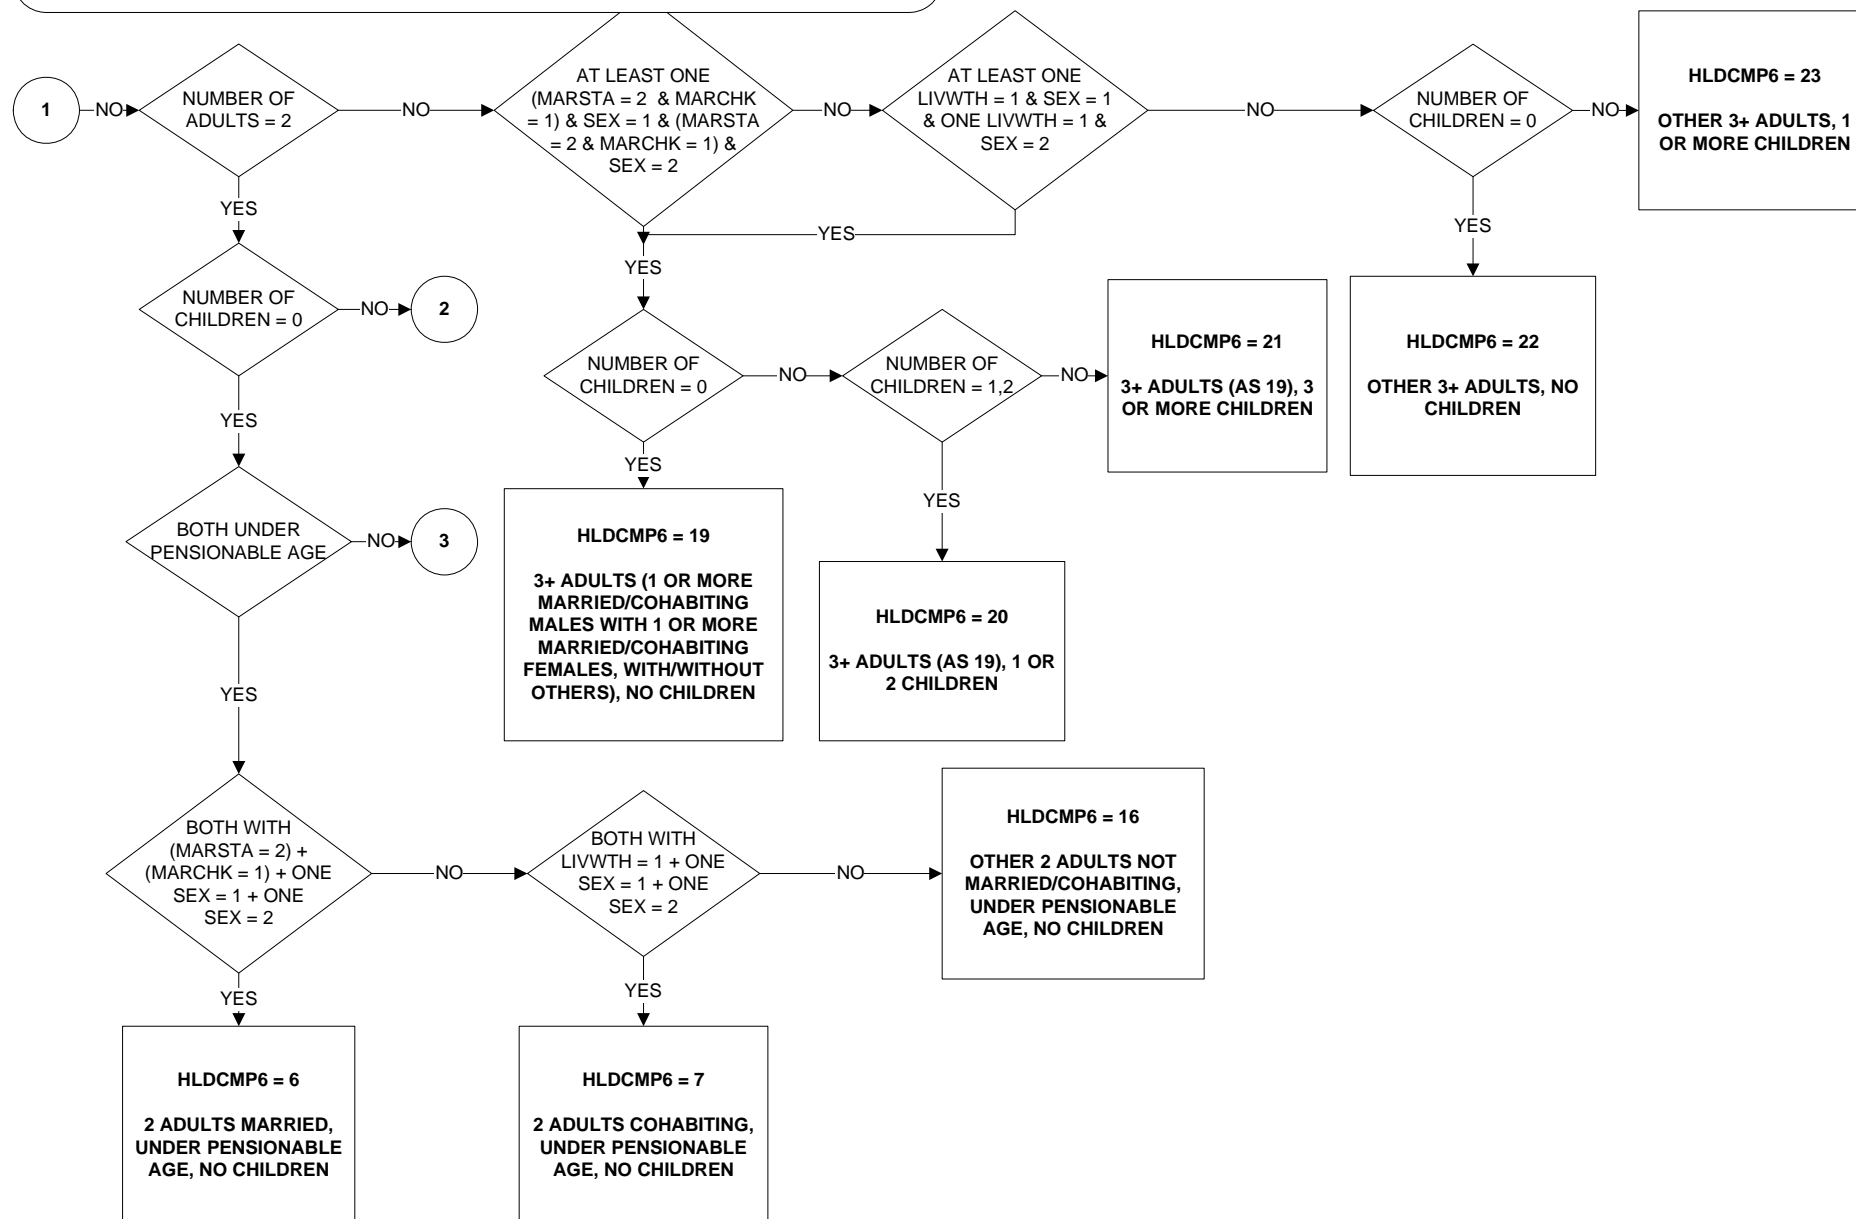 1
NO
NUMBER OF
ADULTS = 2
NO
AT LEAST ONE
(MARSTA = 2 & MARCHK
= 1) & SEX = 1 & (MARSTA
= 2 & MARCHK = 1) &
SEX = 2
NO
AT LEAST ONE
LIVWTH = 1 & SEX = 1
& ONE LIVWTH = 1 &
SEX = 2
NO
NUMBER OF
CHILDREN = 0
NO
HLDCMP6 = 23
OTHER 3+ ADULTS, 1
OR MORE CHILDREN
YES
YES
YES
YES
NUMBER OF
CHILDREN = 0
NO
2
NUMBER OF
CHILDREN = 0
NO
NUMBER OF
CHILDREN = 1,2
NO
HLDCMP6 = 21
3+ ADULTS (AS 19), 3
OR MORE CHILDREN
HLDCMP6 = 22
OTHER 3+ ADULTS, NO
CHILDREN
YES
YES
YES
BOTH UNDER
PENSIONABLE AGE
NO
3
HLDCMP6 = 19
3+ ADULTS (1 OR MORE
MARRIED/COHABITING
MALES WITH 1 OR MORE
MARRIED/COHABITING
FEMALES, WITH/WITHOUT
OTHERS), NO CHILDREN
HLDCMP6 = 20
3+ ADULTS (AS 19), 1 OR
2 CHILDREN
YES
BOTH WITH
(MARSTA = 2) +
(MARCHK = 1) + ONE
SEX = 1 + ONE
SEX = 2
NO
BOTH WITH
LIVWTH = 1 + ONE
SEX = 1 + ONE
SEX = 2
NO
HLDCMP6 = 16
OTHER 2 ADULTS NOT
MARRIED/COHABITING,
UNDER PENSIONABLE
AGE, NO CHILDREN
YES
YES
HLDCMP6 = 6
2 ADULTS MARRIED,
UNDER PENSIONABLE
AGE, NO CHILDREN
HLDCMP6 = 7
2 ADULTS COHABITING,
UNDER PENSIONABLE
AGE, NO CHILDREN